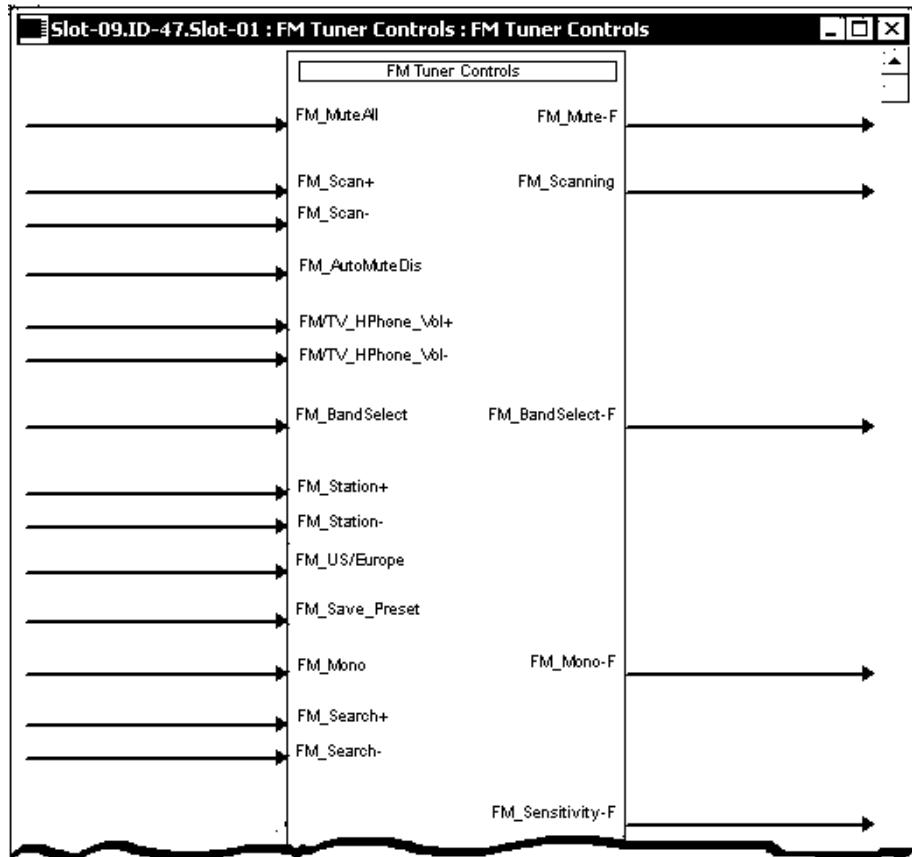 Slot-09.ID-47.Slot-01 : FM Tuner Controls : FM Tuner Controls
FM Tuner Controls
FM_MuteAll FM_Mute-F
FM_Scan+ FM_Scanning
FM_Scan-
FM_AutoMuteDis
FM/TV_HPhone_Vol+
FM/TV_HPhone_Vol-
FM_BandSelect FM_BandSelect-F
FM_Station+
FM_Station-
FM_US/Europe
FM_Save_Preset
FM_Mono FM_Mono-F
FM_Search+
FM_Search-
FM_Sensitivity-F